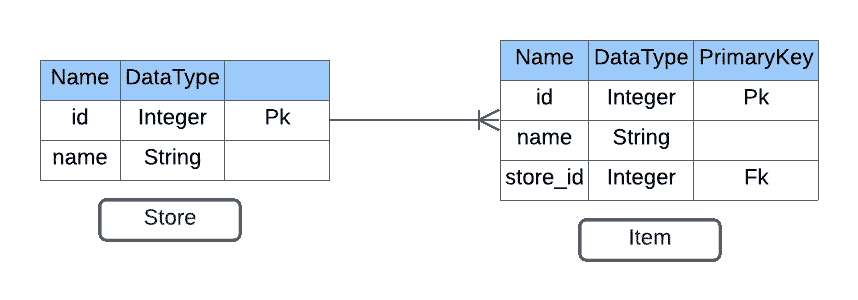 Name DataType
id Integer Pk
name String
Store
Name DataType PrimaryKey
id Integer Pk
name String
store_id Integer Fk
Item